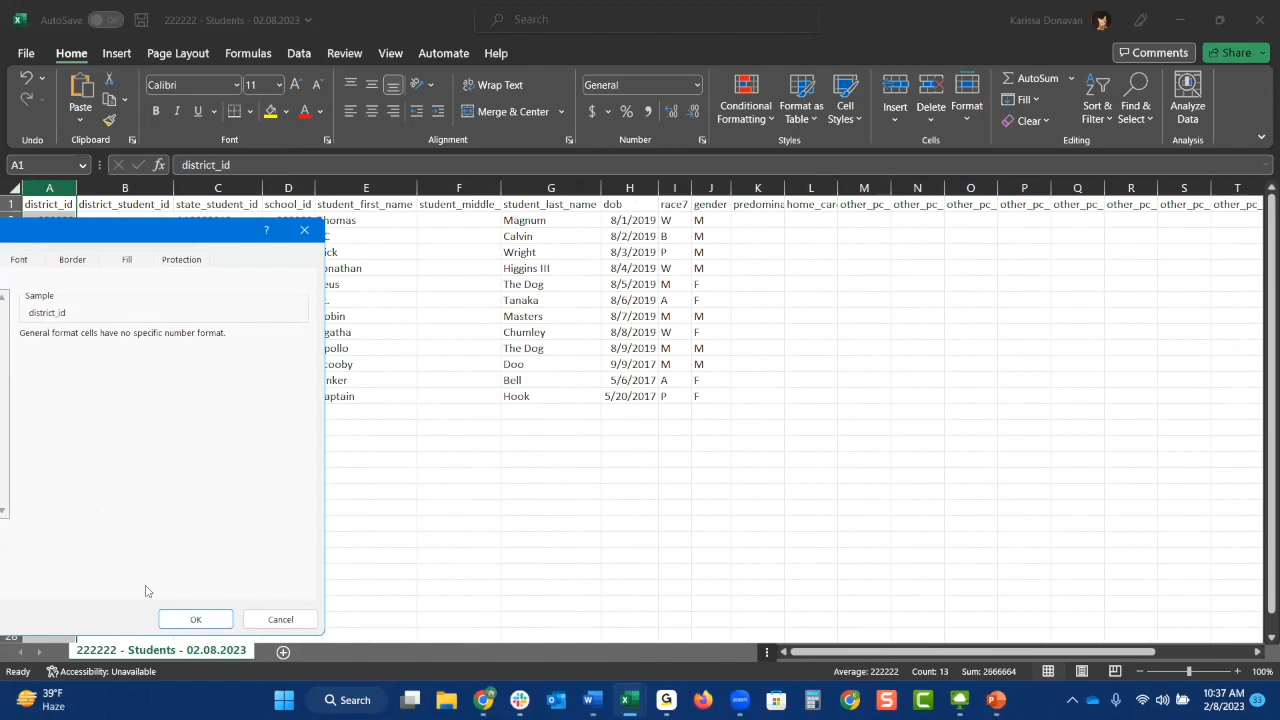 AutoSave Off 222222 - Students - 02.08.2023 Search Karissa Donavan
File Home Insert Page Layout Formulas Data Review View Automate Help Comments Share
Calibri 11 Wrap Text General AutoSum
Paste Merge & Center Conditional Formatting Format as Table Cell Styles Insert Delete Format Fill Sort & Filter Find & Select Analyze Data
B I U $ % Clear
Undo Clipboard Font Alignment Number Styles Cells Editing Analysis
A1 fx district_id
A B C D E F G H I J K L M N O P Q R S T
1 district_id district_student_id state_student_id school_id student_first_name student_middle_ student_last_name dob race7 gender predomina home_care other_pc_ other_pc_ other_pc_ other_pc_ other_pc_ other_pc_ other_pc_ other_pc_
Thomas Magnum 8/1/2019 W M
C Calvin 8/2/2019 B M
ick Wright 8/3/2019 P M
onathan Higgins III 8/4/2019 W M
eus The Dog 8/5/2019 M F
Tanaka 8/6/2019 A F
obin Masters 8/7/2019 M M
gatha Chumley 8/8/2019 W F
pollo The Dog 8/9/2019 M M
cooby Doo 9/9/2017 M M
nker Bell 5/6/2017 A F
aptain Hook 5/20/2017 P F
?
Font Border Fill Protection
Sample
district_id
General format cells have no specific number format.
OK Cancel
222222 - Students - 02.08.2023
Ready Accessibility: Unavailable Average: 222222 Count: 13 Sum: 2666664 100%
39°F
Haze
Search
10:37 AM
2/8/2023